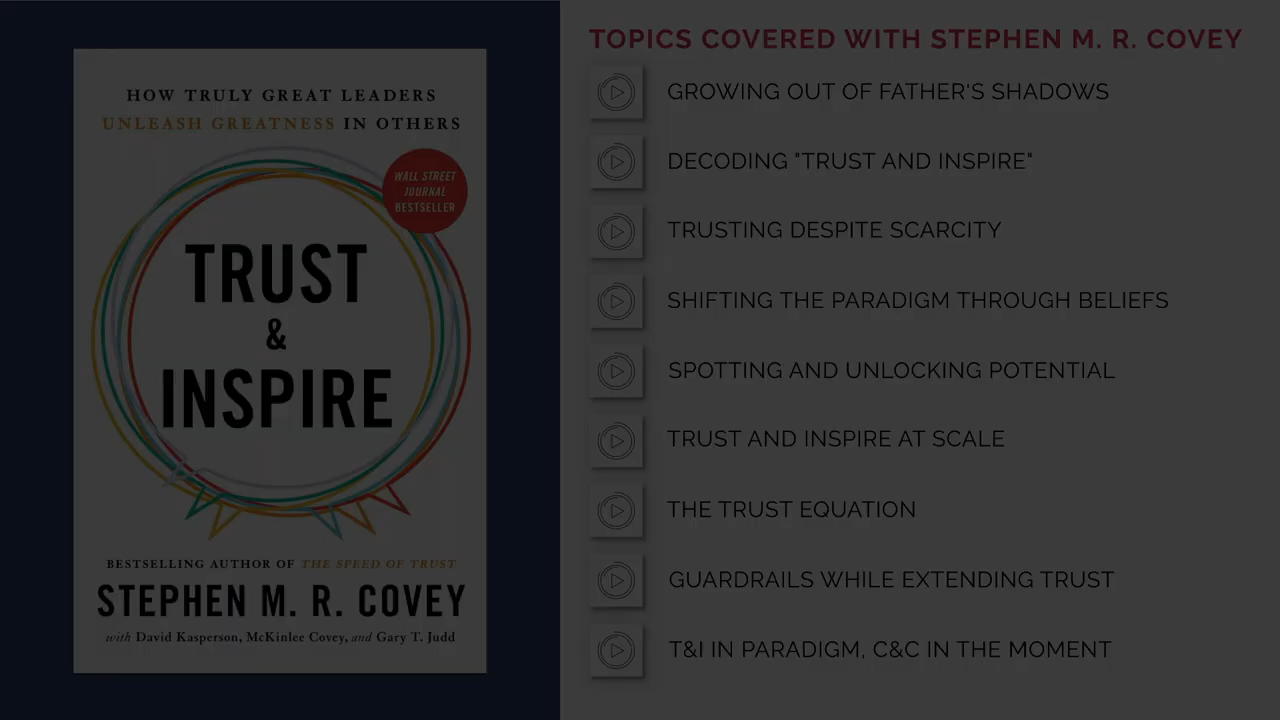 HOW TRULY GREAT LEADERS
UNLEASH GREATNESS IN OTHERS
WALL STREET
JOURNAL
BESTSELLER
TRUST
&
INSPIRE
BESTSELLING AUTHOR OF THE SPEED OF TRUST
STEPHEN M. R. COVEY
with David Kasperson, McKinlee Covey, and Gary T. Judd
TOPICS COVERED WITH STEPHEN M. R. COVEY
GROWING OUT OF FATHER'S SHADOWS
DECODING "TRUST AND INSPIRE"
TRUSTING DESPITE SCARCITY
SHIFTING THE PARADIGM THROUGH BELIEFS
SPOTTING AND UNLOCKING POTENTIAL
TRUST AND INSPIRE AT SCALE
THE TRUST EQUATION
GUARDRAILS WHILE EXTENDING TRUST
T&I IN PARADIGM, C&C IN THE MOMENT